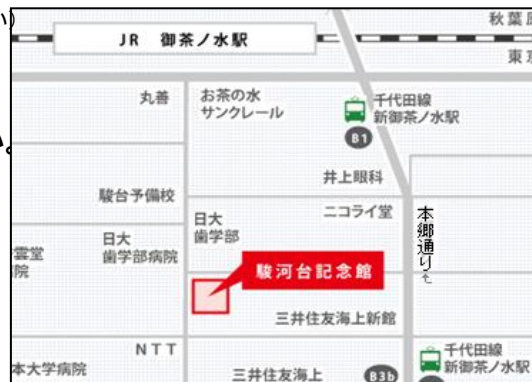 い)
い。
秋葉原
JR 御茶ノ水駅
東京
丸善
お茶の水
サンクレール
千代田線
新御茶ノ水駅
B1
井上眼科
駿台予備校
ニコライ堂
日大
歯学部
本郷通り
日大
歯学部病院
雲堂
院
駿河台記念館
三井住友海上新館
NTT
千代田線
新御茶ノ水駅
本大学病院
三井住友海上
B3b